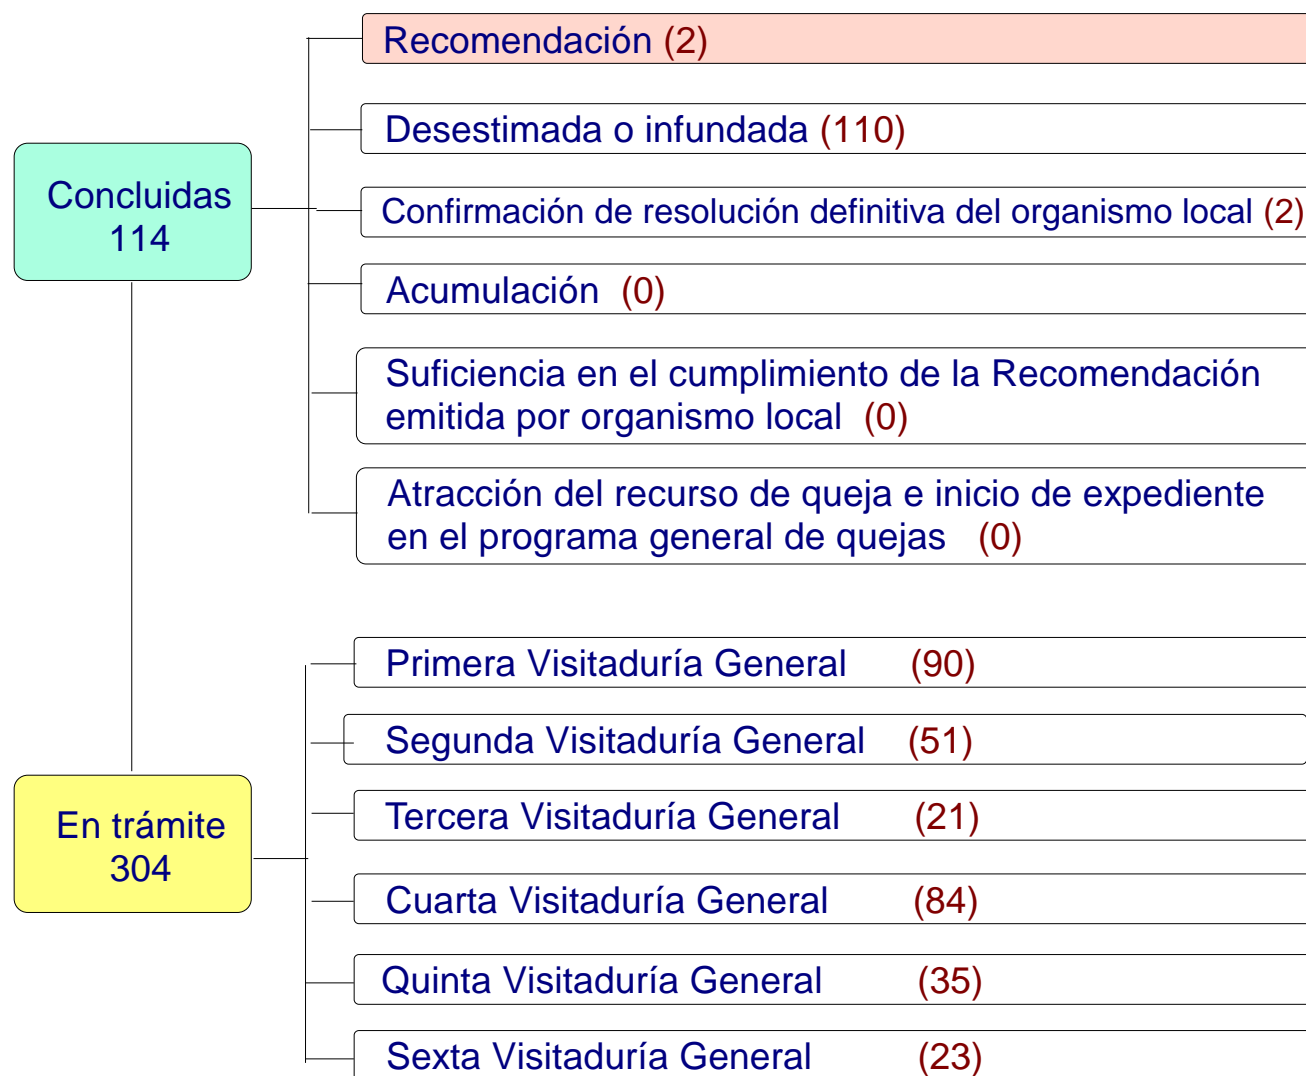 Concluidas
114
Recomendación (2)
Desestimada o infundada (110)
Confirmación de resolución definitiva del organismo local (2)
Acumulación (0)
Suficiencia en el cumplimiento de la Recomendación
emitida por organismo local (0)
Atracción del recurso de queja e inicio de expediente
en el programa general de quejas (0)
En trámite
304
Primera Visitaduría General (90)
Segunda Visitaduría General (51)
Tercera Visitaduría General (21)
Cuarta Visitaduría General (84)
Quinta Visitaduría General (35)
Sexta Visitaduría General (23)